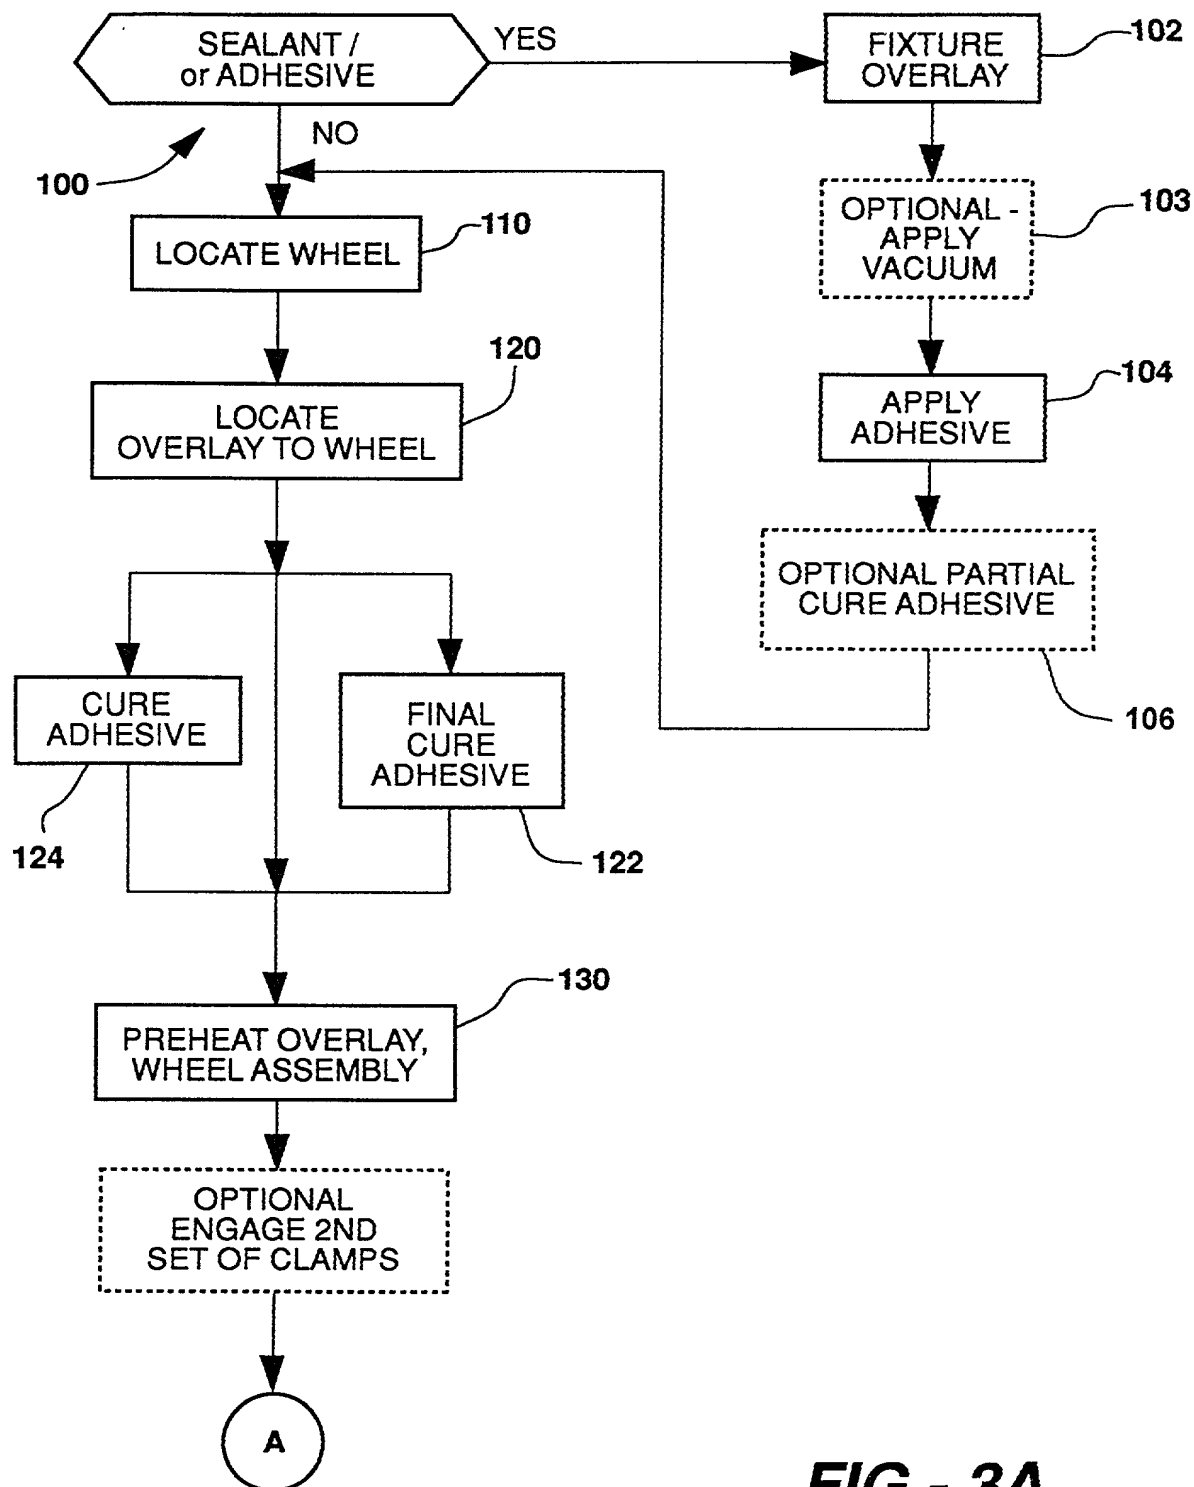 SEALANT /
or ADHESIVE
YES
FIXTURE
OVERLAY
102
NO
100
OPTIONAL -
APPLY
VACUUM
103
LOCATE WHEEL
110
APPLY
ADHESIVE
104
LOCATE
OVERLAY TO WHEEL
120
OPTIONAL PARTIAL
CURE ADHESIVE
106
CURE
ADHESIVE
124
FINAL
CURE
ADHESIVE
122
PREHEAT OVERLAY,
WHEEL ASSEMBLY
130
OPTIONAL
ENGAGE 2ND
SET OF CLAMPS
A
FIG - 3A